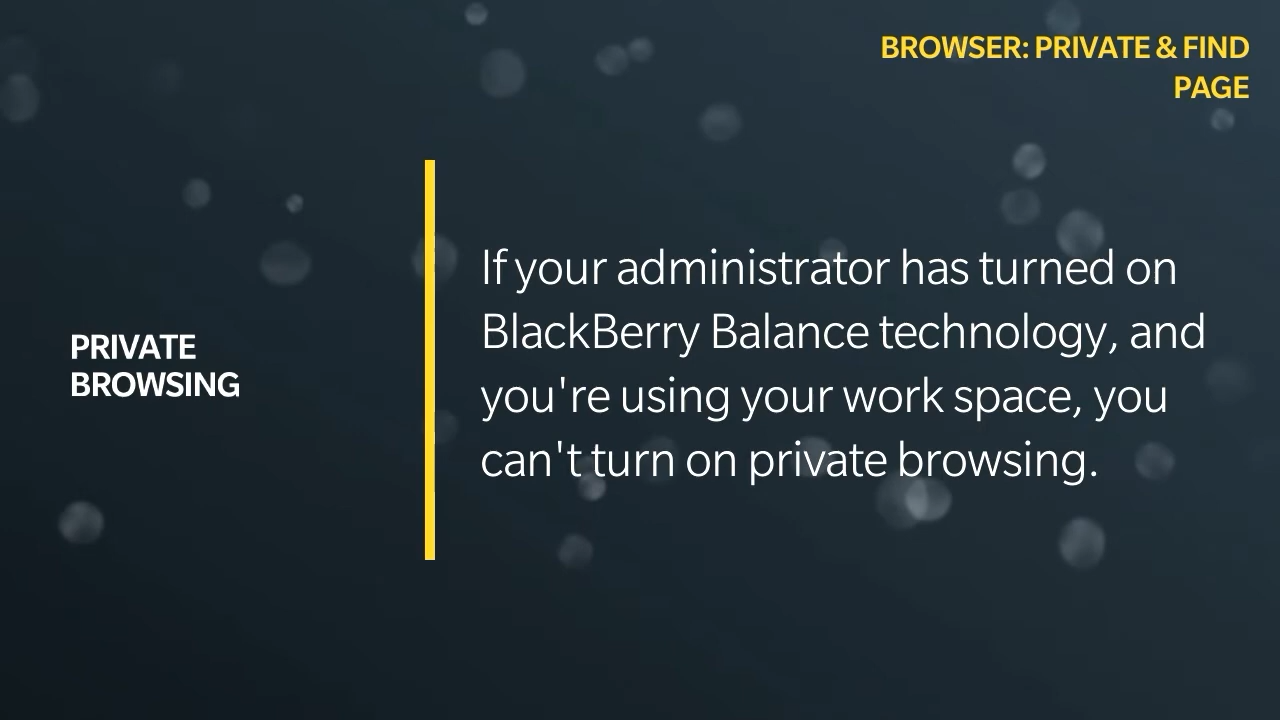 BROWSER: PRIVATE & FIND
PAGE
PRIVATE
BROWSING
If your administrator has turned on
BlackBerry Balance technology, and
you're using your work space, you
can't turn on private browsing.